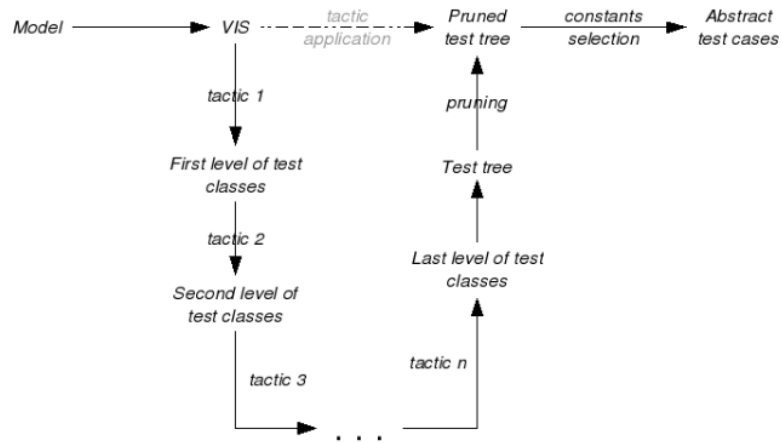 Model
VIS
tactic
application
Pruned
test tree
constants
selection
Abstract
test cases
tactic 1
pruning
First level of test
classes
Test tree
tactic 2
Last level of test
classes
Second level of
test classes
tactic 3
tactic n
. . .